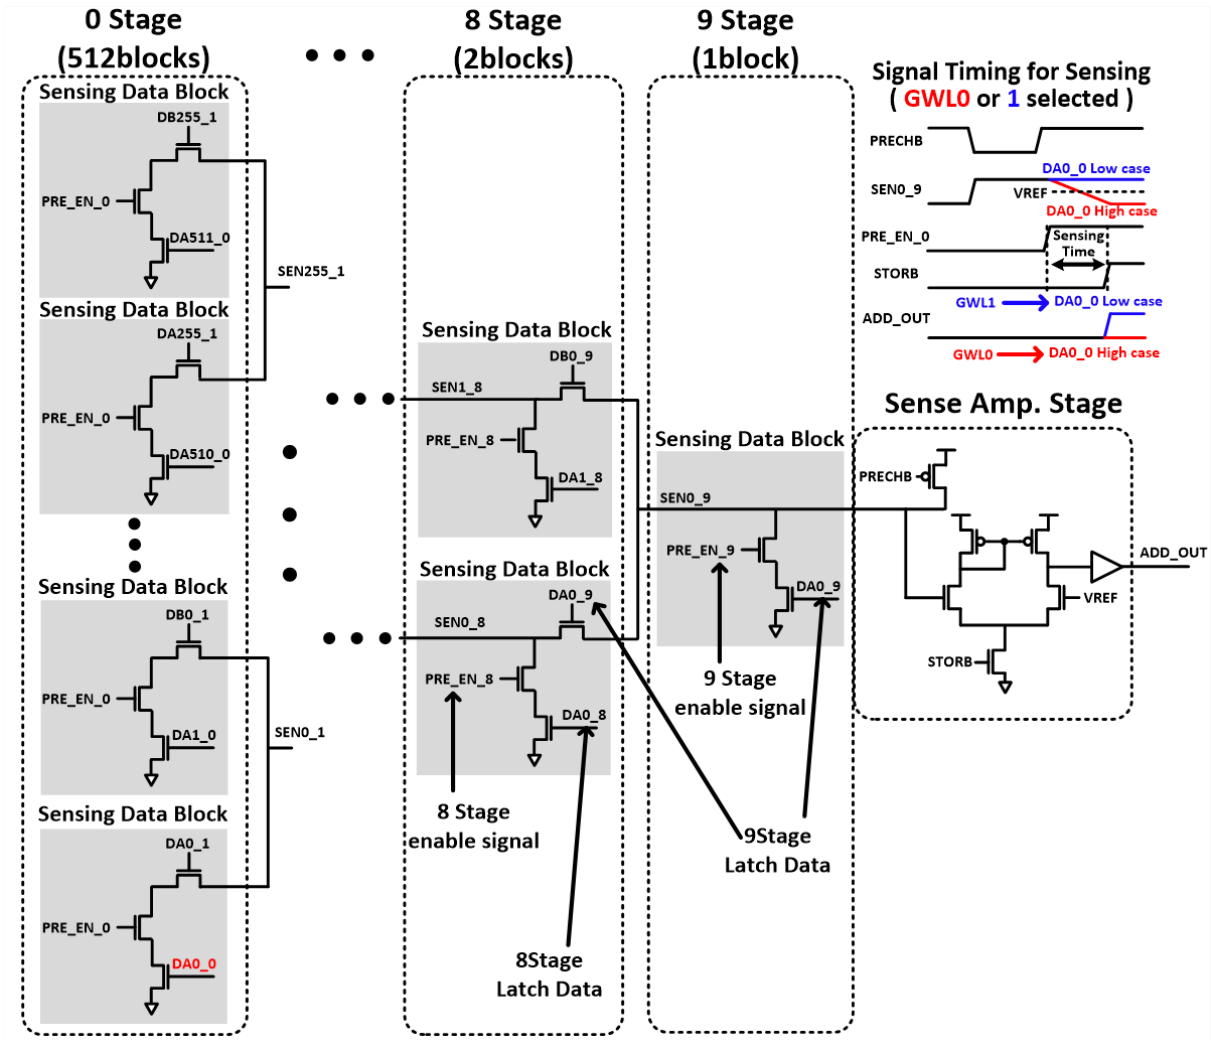 0 Stage
(512blocks)
Sensing Data Block
DB255_1
PRE_EN_0
DA511_0
SEN255_1
Sensing Data Block
DA255_1
PRE_EN_0
DA510_0
Sensing Data Block
DB0_1
PRE_EN_0
DA1_0
SEN0_1
Sensing Data Block
DA0_1
PRE_EN_0
DA0_0
8 Stage
(2blocks)
Sensing Data Block
DB0_9
SEN1_8
PRE_EN_8
DA1_8
Sensing Data Block
DA0_9
SEN0_8
PRE_EN_8
DA0_8
8 Stage
enable signal
8Stage
Latch Data
9 Stage
(1block)
Sensing Data Block
SEN0_9
PRE_EN_9
DA0_9
9 Stage
enable signal
9Stage
Latch Data
Signal Timing for Sensing
( GWL0 or 1 selected )
PRECHB
DA0_0 Low case
SEN0_9
VREF
DA0_0 High case
PRE_EN_0
Sensing
Time
STORB
GWL1
DA0_0 Low case
ADD_OUT
GWL0
DA0_0 High case
Sense Amp. Stage
PRECHB
ADD_OUT
VREF
STORB